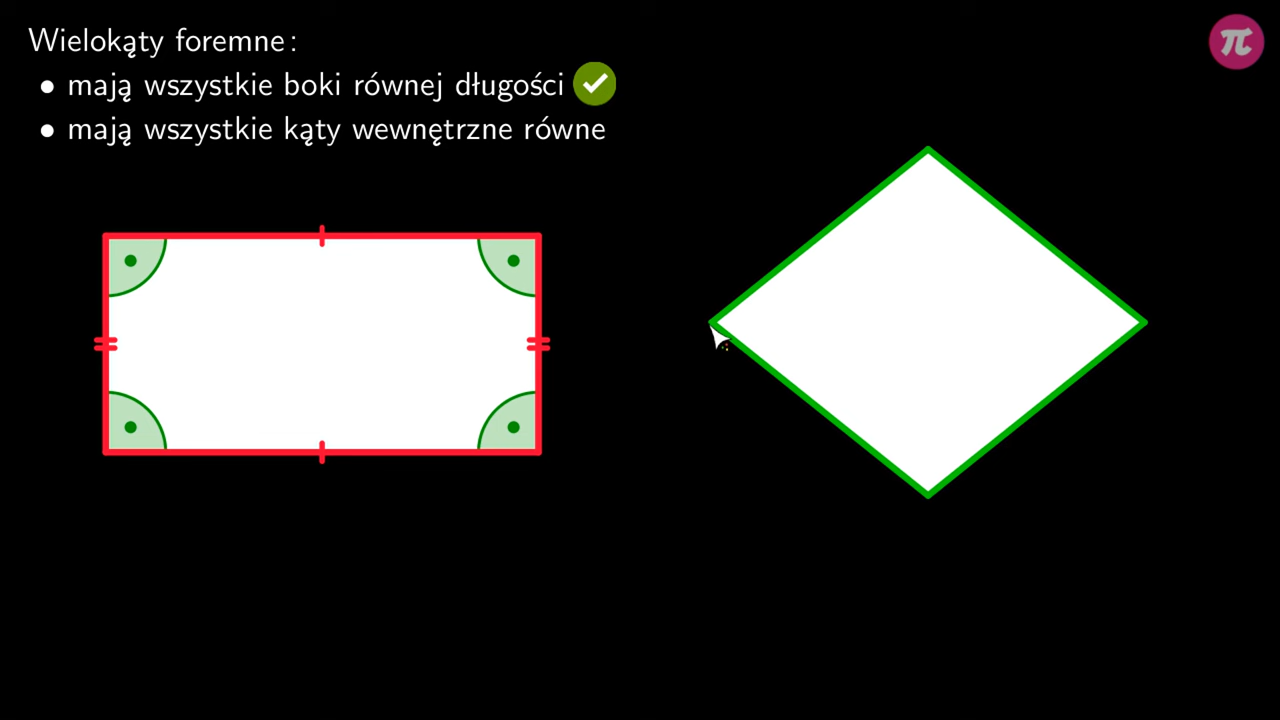 Wielokąty foremne:
• mają wszystkie boki równej długości
• mają wszystkie kąty wewnętrzne równe
π